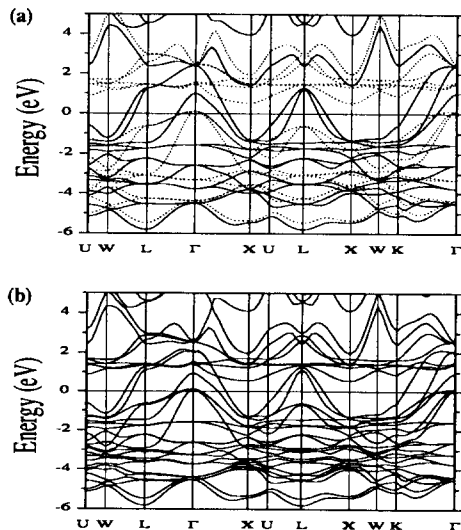 (a)
Energy (eV)
4
2
0
-2
-4
-6
U W L Γ X U L X W K Γ
(b)
Energy (eV)
4
2
0
-2
-4
-6
U W L Γ X U L X W K Γ